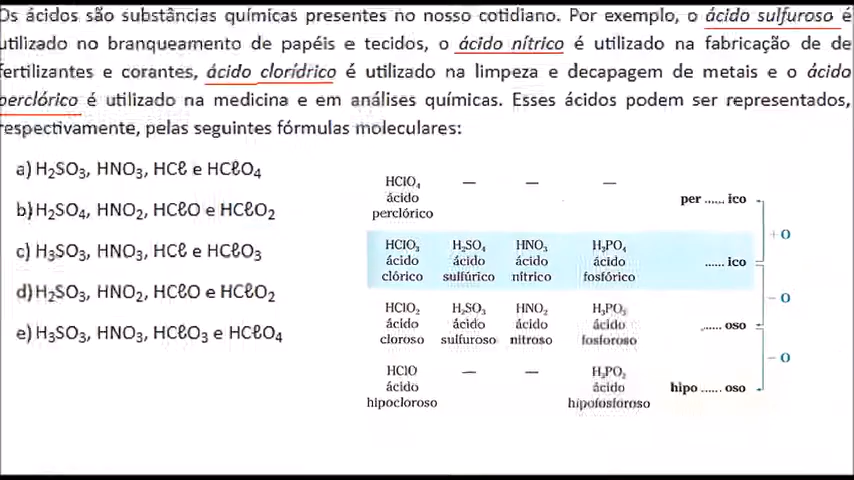 Os ácidos são substâncias químicas presentes no nosso cotidiano. Por exemplo, o ácido sulfuroso é
utilizado no branqueamento de papéis e tecidos, o ácido nítrico é utilizado na fabricação de de
fertilizantes e corantes, ácido clorídrico é utilizado na limpeza e decapagem de metais e o ácido
perclórico é utilizado na medicina e em análises químicas. Esses ácidos podem ser representados,
respectivamente, pelas seguintes fórmulas moleculares:
a) H₂SO₃, HNO₃, HCℓ e HCℓO₄
b) H₂SO₄, HNO₂, HCℓO e HCℓO₂
c) H₃SO₃, HNO₃, HCℓ e HCℓO₃
d) H₂SO₃, HNO₂, HCℓO e HCℓO₂
e) H₃SO₃, HNO₃, HCℓO₃ e HCℓO₄
HClO₄ — — —
ácido
perclórico
per ...... ico
+ O
HClO₃ H₂SO₄ HNO₃ H₃PO₄
ácido ácido ácido ácido
clórico sulfúrico nítrico fosfórico
...... ico
– O
HClO₂ H₂SO₃ HNO₂ H₃PO₃
ácido ácido ácido ácido
cloroso sulfuroso nitroso fosforoso
...... oso
– O
HClO — — H₃PO₂
ácido ácido
hipocloroso hipofosforoso
hipo ...... oso